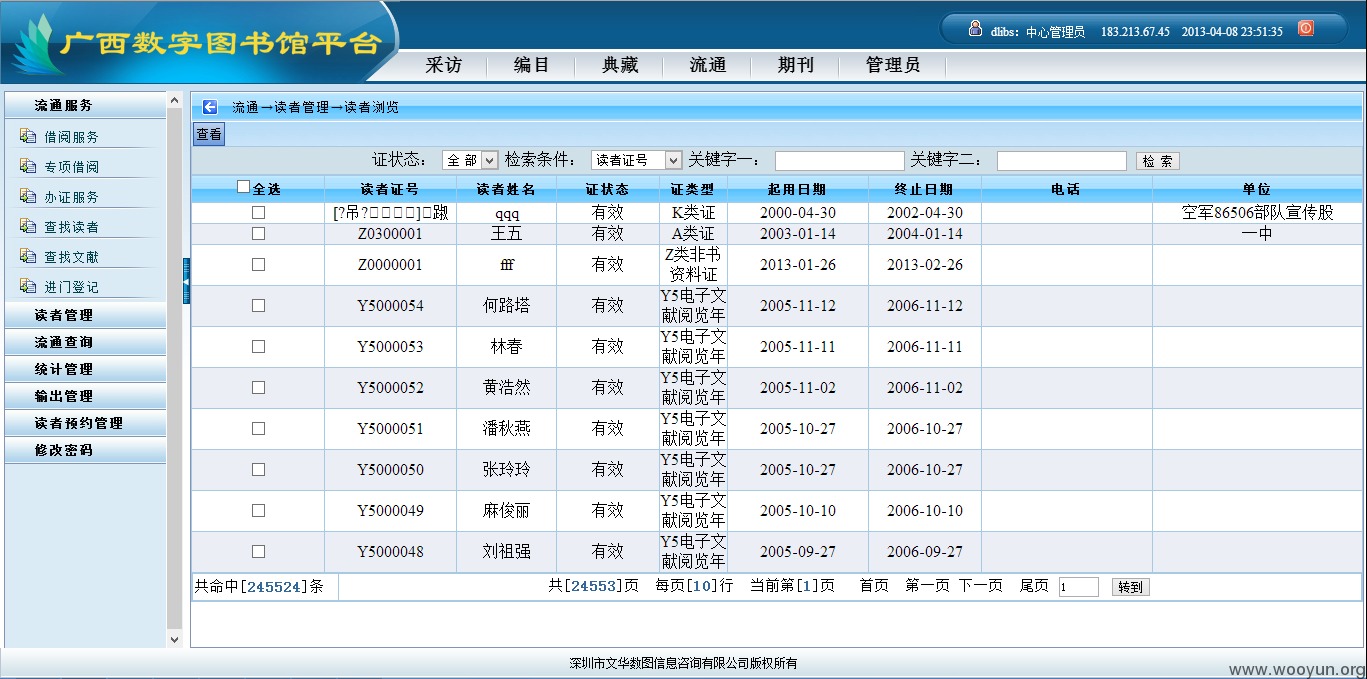 广西数字图书馆平台
dlibs：中心管理员 183.213.67.45 2013-04-08 23:51:35
采访 编目 典藏 流通 期刊 管理员
流通服务
借阅服务
专项借阅
办证服务
查找读者
查找文献
进门登记
读者管理
流通查询
统计管理
输出管理
读者预约管理
修改密码
流通→读者管理→读者浏览
查看
证状态： 全 部 检索条件： 读者证号 关键字一： 关键字二： 检 索
全选 读者证号 读者姓名 证状态 证类型 起用日期 终止日期 电话 单位
[?吊?□□□□]□踧 qqq 有效 K类证 2000-04-30 2002-04-30 空军86506部队宣传股
Z0300001 王五 有效 A类证 2003-01-14 2004-01-14 一中
Z0000001 fff 有效 Z类非书资料证 2013-01-26 2013-02-26
Y5000054 何路塔 有效 Y5电子文献阅览年 2005-11-12 2006-11-12
Y5000053 林春 有效 Y5电子文献阅览年 2005-11-11 2006-11-11
Y5000052 黄浩然 有效 Y5电子文献阅览年 2005-11-02 2006-11-02
Y5000051 潘秋燕 有效 Y5电子文献阅览年 2005-10-27 2006-10-27
Y5000050 张玲玲 有效 Y5电子文献阅览年 2005-10-27 2006-10-27
Y5000049 麻俊丽 有效 Y5电子文献阅览年 2005-10-10 2006-10-10
Y5000048 刘祖强 有效 Y5电子文献阅览年 2005-09-27 2006-09-27
共命中[245524]条 共[24553]页 每页[10]行 当前第[1]页 首页 第一页 下一页 尾页 1 转到
深圳市文华数图信息咨询有限公司版权所有
www.wooyun.org